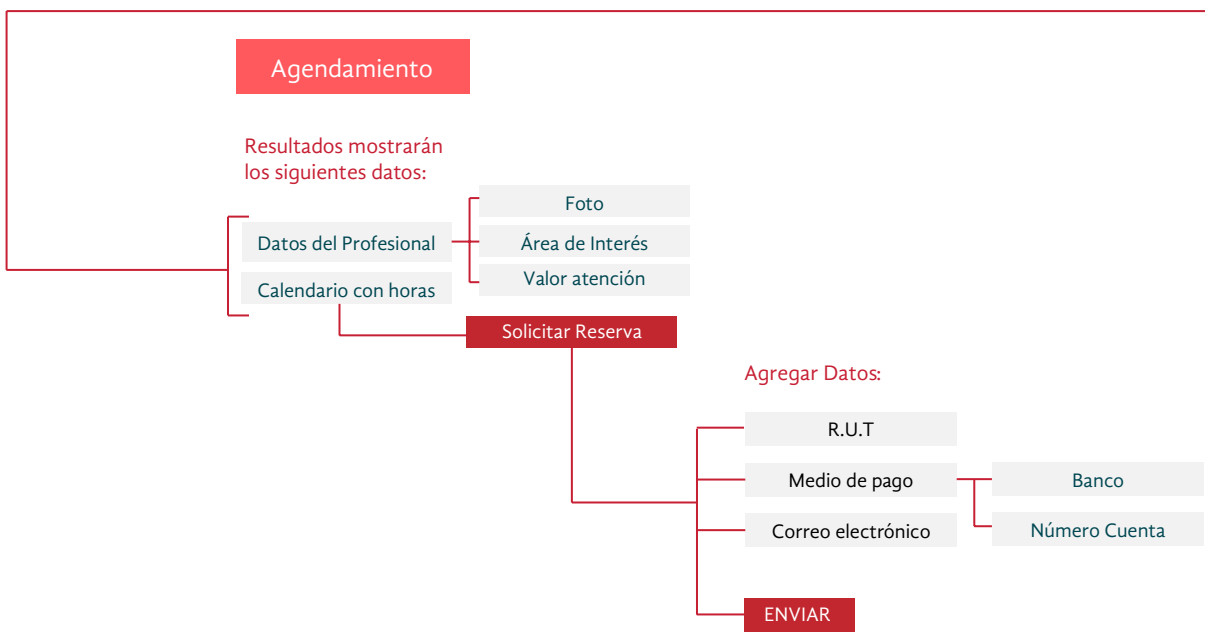 Agendamiento
Resultados mostrarán
los siguientes datos:
Datos del Profesional
Calendario con horas
Foto
Área de Interés
Valor atención
Solicitar Reserva
Agregar Datos:
R.U.T
Medio de pago
Correo electrónico
Banco
Número Cuenta
ENVIAR